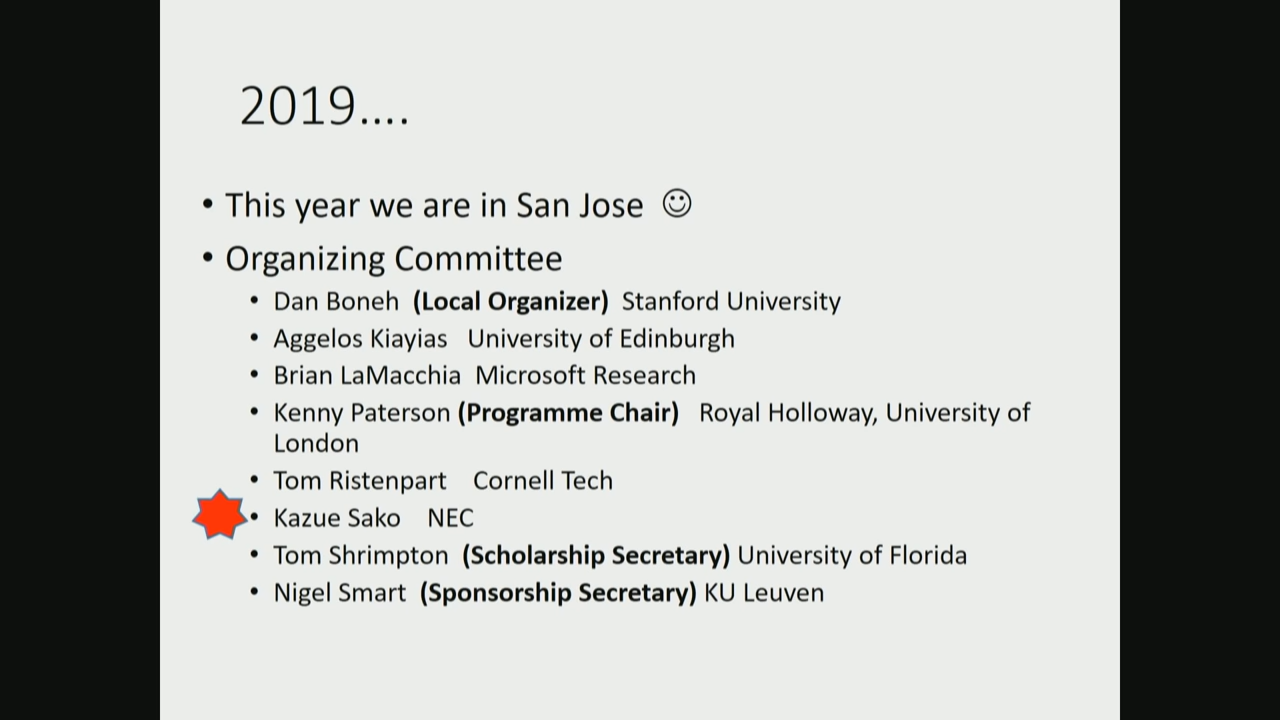 2019....
• This year we are in San Jose ☺
• Organizing Committee
• Dan Boneh (Local Organizer) Stanford University
• Aggelos Kiayias University of Edinburgh
• Brian LaMacchia Microsoft Research
• Kenny Paterson (Programme Chair) Royal Holloway, University of
London
• Tom Ristenpart Cornell Tech
• Kazue Sako NEC
• Tom Shrimpton (Scholarship Secretary) University of Florida
• Nigel Smart (Sponsorship Secretary) KU Leuven